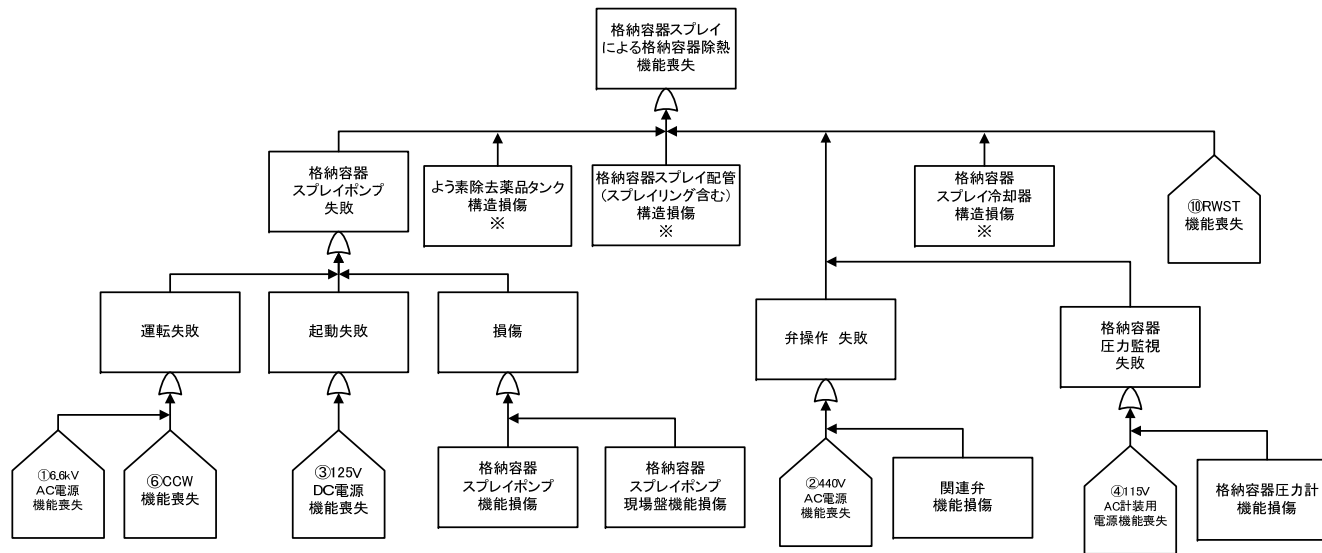 格納容器スプレイ
による格納容器除熱
機能喪失
格納容器
スプレイポンプ
失敗
よう素除去薬品タンク
構造損傷
※
格納容器スプレイ配管
(スプレイリング含む)
構造損傷
※
格納容器
スプレイ冷却器
構造損傷
※
⑩RWST
機能喪失
運転失敗
起動失敗
損傷
弁操作 失敗
格納容器
圧力監視
失敗
①6.6kV
AC電源
機能喪失
⑥CCW
機能喪失
③125V
DC電源
機能喪失
格納容器
スプレイポンプ
機能損傷
格納容器
スプレイポンプ
現場盤機能損傷
②440V
AC電源
機能喪失
関連弁
機能損傷
④115V
AC計装用
電源機能喪失
格納容器圧力計
機能損傷